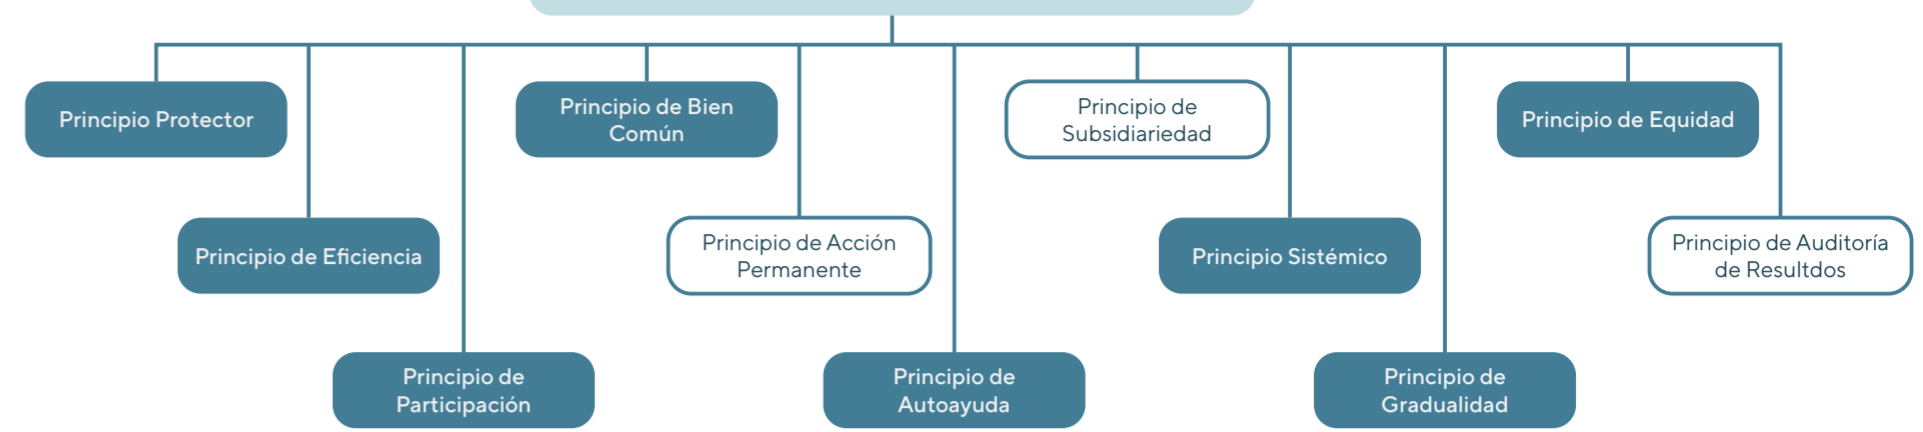 Principio Protector
Principio de Bien
Común
Principio de
Subsidiariedad
Principio de Equidad
Principio de Eficiencia
Principio de Acción
Permanente
Principio Sistémico
Principio de Auditoría
de Resultdos
Principio de
Participación
Principio de
Autoayuda
Principio de
Gradualidad